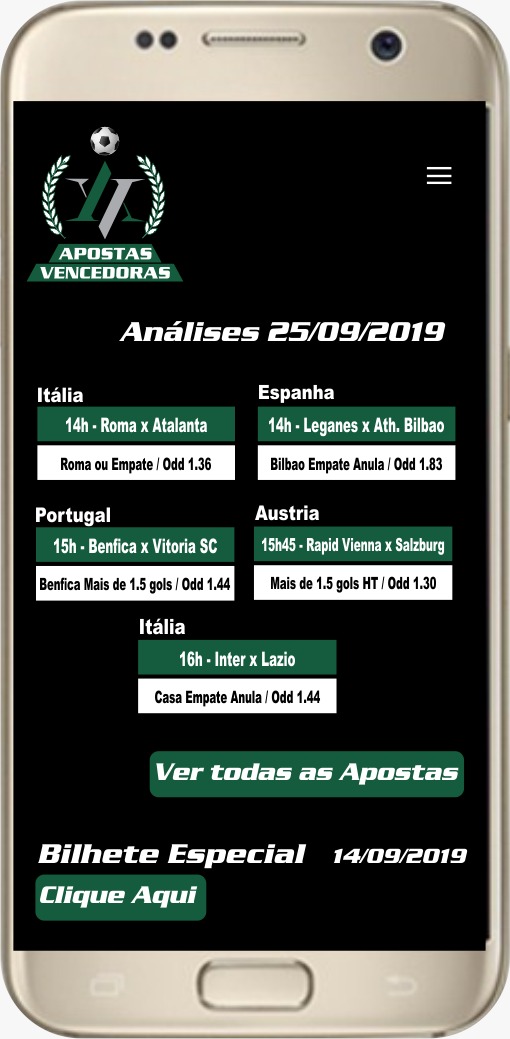 APOSTAS
VENCEDORAS
Análises 25/09/2019
Itália
14h - Roma x Atalanta
Roma ou Empate / Odd 1.36
Espanha
14h - Leganes x Ath. Bilbao
Bilbao Empate Anula / Odd 1.83
Portugal
15h - Benfica x Vitoria SC
Benfica Mais de 1.5 gols / Odd 1.44
Austria
15h45 - Rapid Vienna x Salzburg
Mais de 1.5 gols HT / Odd 1.30
Itália
16h - Inter x Lazio
Casa Empate Anula / Odd 1.44
Ver todas as Apostas
Bilhete Especial 14/09/2019
Clique Aqui